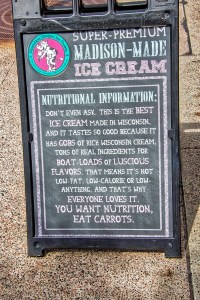 SUPER-PREMIUM
MADISON-MADE
ICE CREAM
NUTRITIONAL INFORMATION:
DON'T EVEN ASK. THIS IS THE BEST
ICE CREAM MADE IN WISCONSIN.
AND IT TASTES SO GOOD BECAUSE IT
HAS GOBS OF RICH WISCONSIN CREAM,
TONS OF REAL INGREDIENTS FOR
BOAT-LOADS OF LUSCIOUS
FLAVORS. THAT MEANS IT'S NOT
LOW FAT, LOW-CALORIE OR LOW-
ANYTHING, AND THAT'S WHY
EVERYONE LOVES IT.
YOU WANT NUTRITION,
EAT CARROTS.